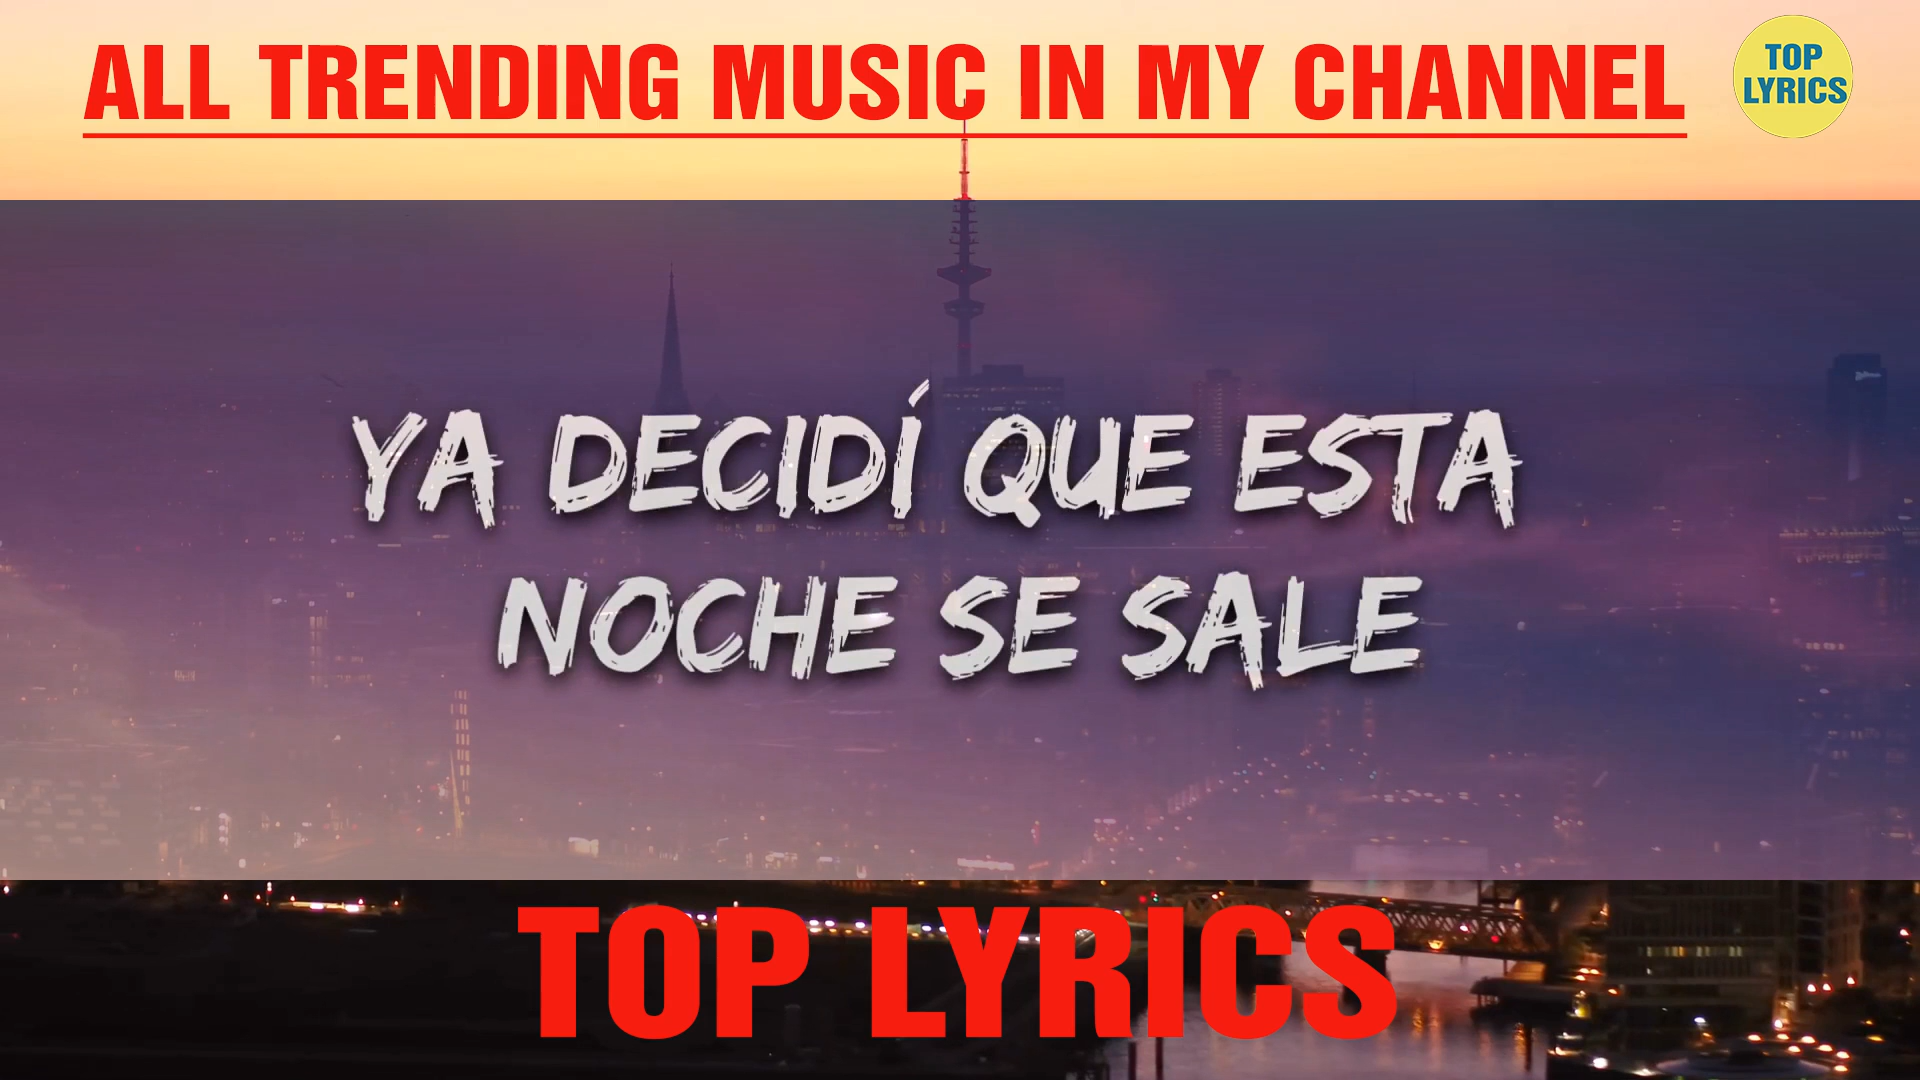 ALL TRENDING MUSIC IN MY CHANNEL
TOP
LYRICS
YA DECIDÍ QUE ESTA
NOCHE SE SALE
TOP LYRICS